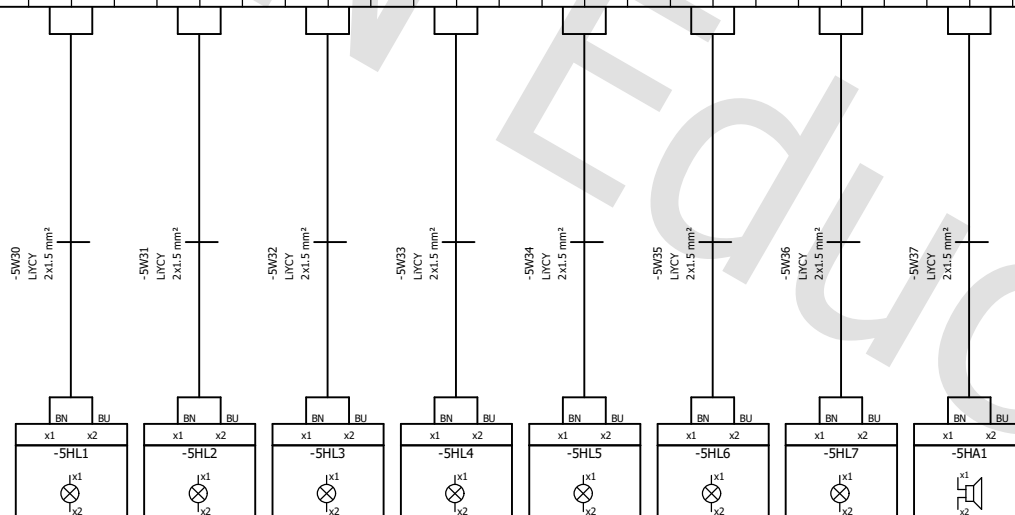 -5W30
LiYCY
2x1.5 mm²
-5W31
LiYCY
2x1.5 mm²
-5W32
LiYCY
2x1.5 mm²
-5W33
LiYCY
2x1.5 mm²
-5W34
LiYCY
2x1.5 mm²
-5W35
LiYCY
2x1.5 mm²
-5W36
LiYCY
2x1.5 mm²
-5W37
LiYCY
2x1.5 mm²
BN BU BN BU BN BU BN BU BN BU BN BU BN BU BN BU
x1 x2 x1 x2 x1 x2 x1 x2 x1 x2 x1 x2 x1 x2 x1 x2
-5HL1 -5HL2 -5HL3 -5HL4 -5HL5 -5HL6 -5HL7 -5HA1
x1 x1 x1 x1 x1 x1 x1 x1
x2 x2 x2 x2 x2 x2 x2 x2